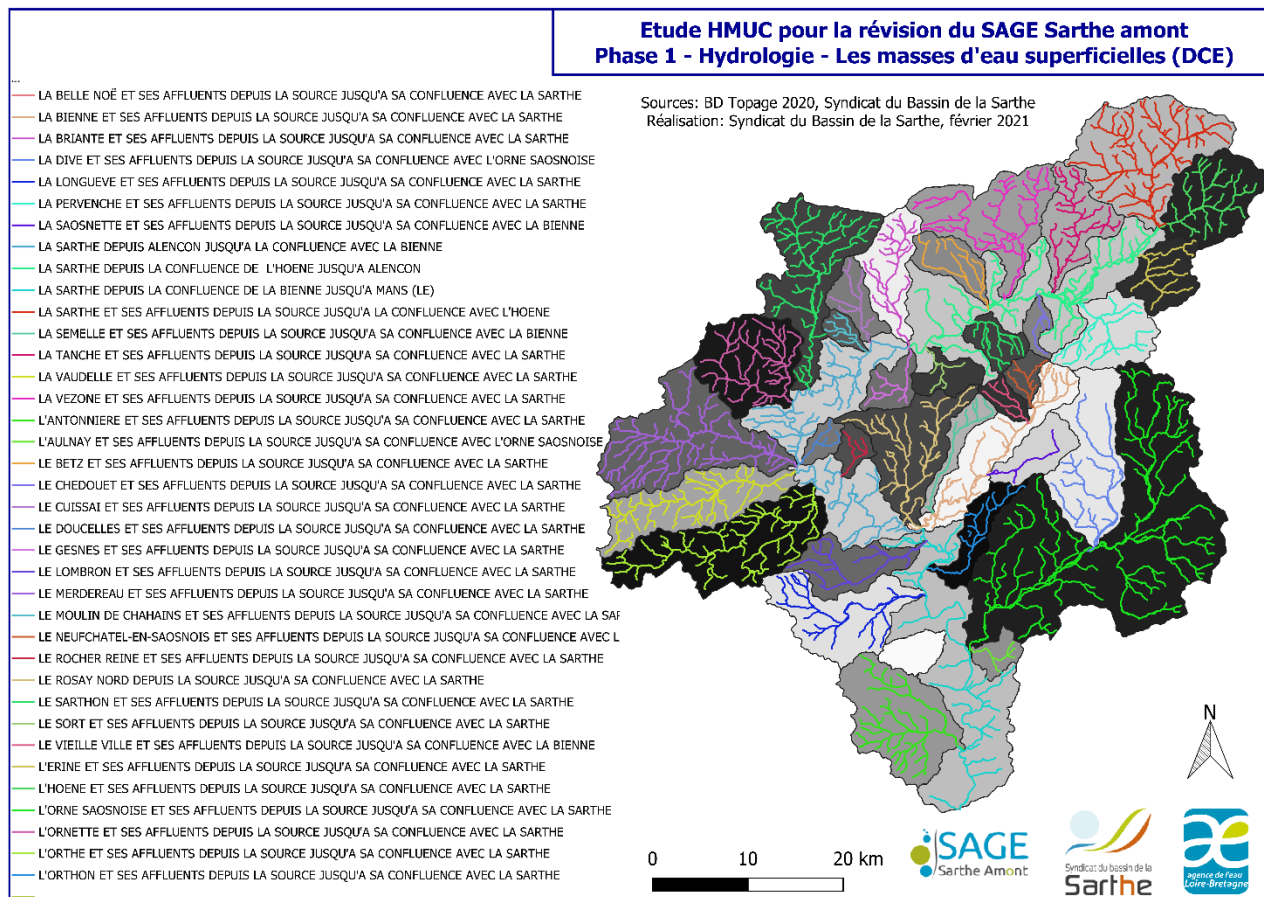 Etude HMUC pour la révision du SAGE Sarthe amont
Phase 1 - Hydrologie - Les masses d'eau superficielles (DCE)
Sources: BD Topage 2020, Syndicat du Bassin de la Sarthe
Réalisation: Syndicat du Bassin de la Sarthe, février 2021
...
LA BELLE NOË ET SES AFFLUENTS DEPUIS LA SOURCE JUSQU'A SA CONFLUENCE AVEC LA SARTHE
LA BIENNE ET SES AFFLUENTS DEPUIS LA SOURCE JUSQU'A SA CONFLUENCE AVEC LA SARTHE
LA BRIANTE ET SES AFFLUENTS DEPUIS LA SOURCE JUSQU'A SA CONFLUENCE AVEC LA SARTHE
LA DIVE ET SES AFFLUENTS DEPUIS LA SOURCE JUSQU'A SA CONFLUENCE AVEC L'ORNE SAOSNOISE
LA LONGUEVE ET SES AFFLUENTS DEPUIS LA SOURCE JUSQU'A SA CONFLUENCE AVEC LA SARTHE
LA PERVENCHE ET SES AFFLUENTS DEPUIS LA SOURCE JUSQU'A SA CONFLUENCE AVEC LA SARTHE
LA SAOSNETTE ET SES AFFLUENTS DEPUIS LA SOURCE JUSQU'A SA CONFLUENCE AVEC LA BIENNE
LA SARTHE DEPUIS ALENCON JUSQU'A LA CONFLUENCE AVEC LA BIENNE
LA SARTHE DEPUIS LA CONFLUENCE DE L'HOENE JUSQU'A ALENCON
LA SARTHE DEPUIS LA CONFLUENCE DE LA BIENNE JUSQU'A MANS (LE)
LA SARTHE ET SES AFFLUENTS DEPUIS LA SOURCE JUSQU'A LA CONFLUENCE AVEC L'HOENE
LA SEMELLE ET SES AFFLUENTS DEPUIS LA SOURCE JUSQU'A SA CONFLUENCE AVEC LA BIENNE
LA TANCHE ET SES AFFLUENTS DEPUIS LA SOURCE JUSQU'A SA CONFLUENCE AVEC LA SARTHE
LA VAUDELLE ET SES AFFLUENTS DEPUIS LA SOURCE JUSQU'A SA CONFLUENCE AVEC LA SARTHE
LA VEZONE ET SES AFFLUENTS DEPUIS LA SOURCE JUSQU'A SA CONFLUENCE AVEC LA SARTHE
L'ANTONNIERE ET SES AFFLUENTS DEPUIS LA SOURCE JUSQU'A SA CONFLUENCE AVEC LA SARTHE
L'AULNAY ET SES AFFLUENTS DEPUIS LA SOURCE JUSQU'A SA CONFLUENCE AVEC L'ORNE SAOSNOISE
LE BETZ ET SES AFFLUENTS DEPUIS LA SOURCE JUSQU'A SA CONFLUENCE AVEC LA SARTHE
LE CHEDOUET ET SES AFFLUENTS DEPUIS LA SOURCE JUSQU'A SA CONFLUENCE AVEC LA SARTHE
LE CUISSAI ET SES AFFLUENTS DEPUIS LA SOURCE JUSQU'A SA CONFLUENCE AVEC LA SARTHE
LE DOUCELLES ET SES AFFLUENTS DEPUIS LA SOURCE JUSQU'A SA CONFLUENCE AVEC LA SARTHE
LE GESNES ET SES AFFLUENTS DEPUIS LA SOURCE JUSQU'A SA CONFLUENCE AVEC LA SARTHE
LE LOMBRON ET SES AFFLUENTS DEPUIS LA SOURCE JUSQU'A SA CONFLUENCE AVEC LA SARTHE
LE MERDEREAU ET SES AFFLUENTS DEPUIS LA SOURCE JUSQU'A SA CONFLUENCE AVEC LA SARTHE
LE MOULIN DE CHAHAINS ET SES AFFLUENTS DEPUIS LA SOURCE JUSQU'A SA CONFLUENCE AVEC LA SAR
LE NEUFCHATEL-EN-SAOSNOIS ET SES AFFLUENTS DEPUIS LA SOURCE JUSQU'A SA CONFLUENCE AVEC L
LE ROCHER REINE ET SES AFFLUENTS DEPUIS LA SOURCE JUSQU'A SA CONFLUENCE AVEC LA SARTHE
LE ROSAY NORD DEPUIS LA SOURCE JUSQU'A SA CONFLUENCE AVEC LA SARTHE
LE SARTHON ET SES AFFLUENTS DEPUIS LA SOURCE JUSQU'A SA CONFLUENCE AVEC LA SARTHE
LE SORT ET SES AFFLUENTS DEPUIS LA SOURCE JUSQU'A SA CONFLUENCE AVEC LA SARTHE
LE VIEILLE VILLE ET SES AFFLUENTS DEPUIS LA SOURCE JUSQU'A SA CONFLUENCE AVEC LA BIENNE
L'ERINE ET SES AFFLUENTS DEPUIS LA SOURCE JUSQU'A SA CONFLUENCE AVEC LA SARTHE
L'HOENE ET SES AFFLUENTS DEPUIS LA SOURCE JUSQU'A SA CONFLUENCE AVEC LA SARTHE
L'ORNE SAOSNOISE ET SES AFFLUENTS DEPUIS LA SOURCE JUSQU'A SA CONFLUENCE AVEC LA SARTHE
L'ORNETTE ET SES AFFLUENTS DEPUIS LA SOURCE JUSQU'A SA CONFLUENCE AVEC LA SARTHE
L'ORTHE ET SES AFFLUENTS DEPUIS LA SOURCE JUSQU'A SA CONFLUENCE AVEC LA SARTHE
L'ORTHON ET SES AFFLUENTS DEPUIS LA SOURCE JUSQU'A SA CONFLUENCE AVEC LA SARTHE
N
0 10 20 km
SAGE
Sarthe Amont
Syndicat du bassin de la
Sarthe
agence de l'eau
Loire-Bretagne